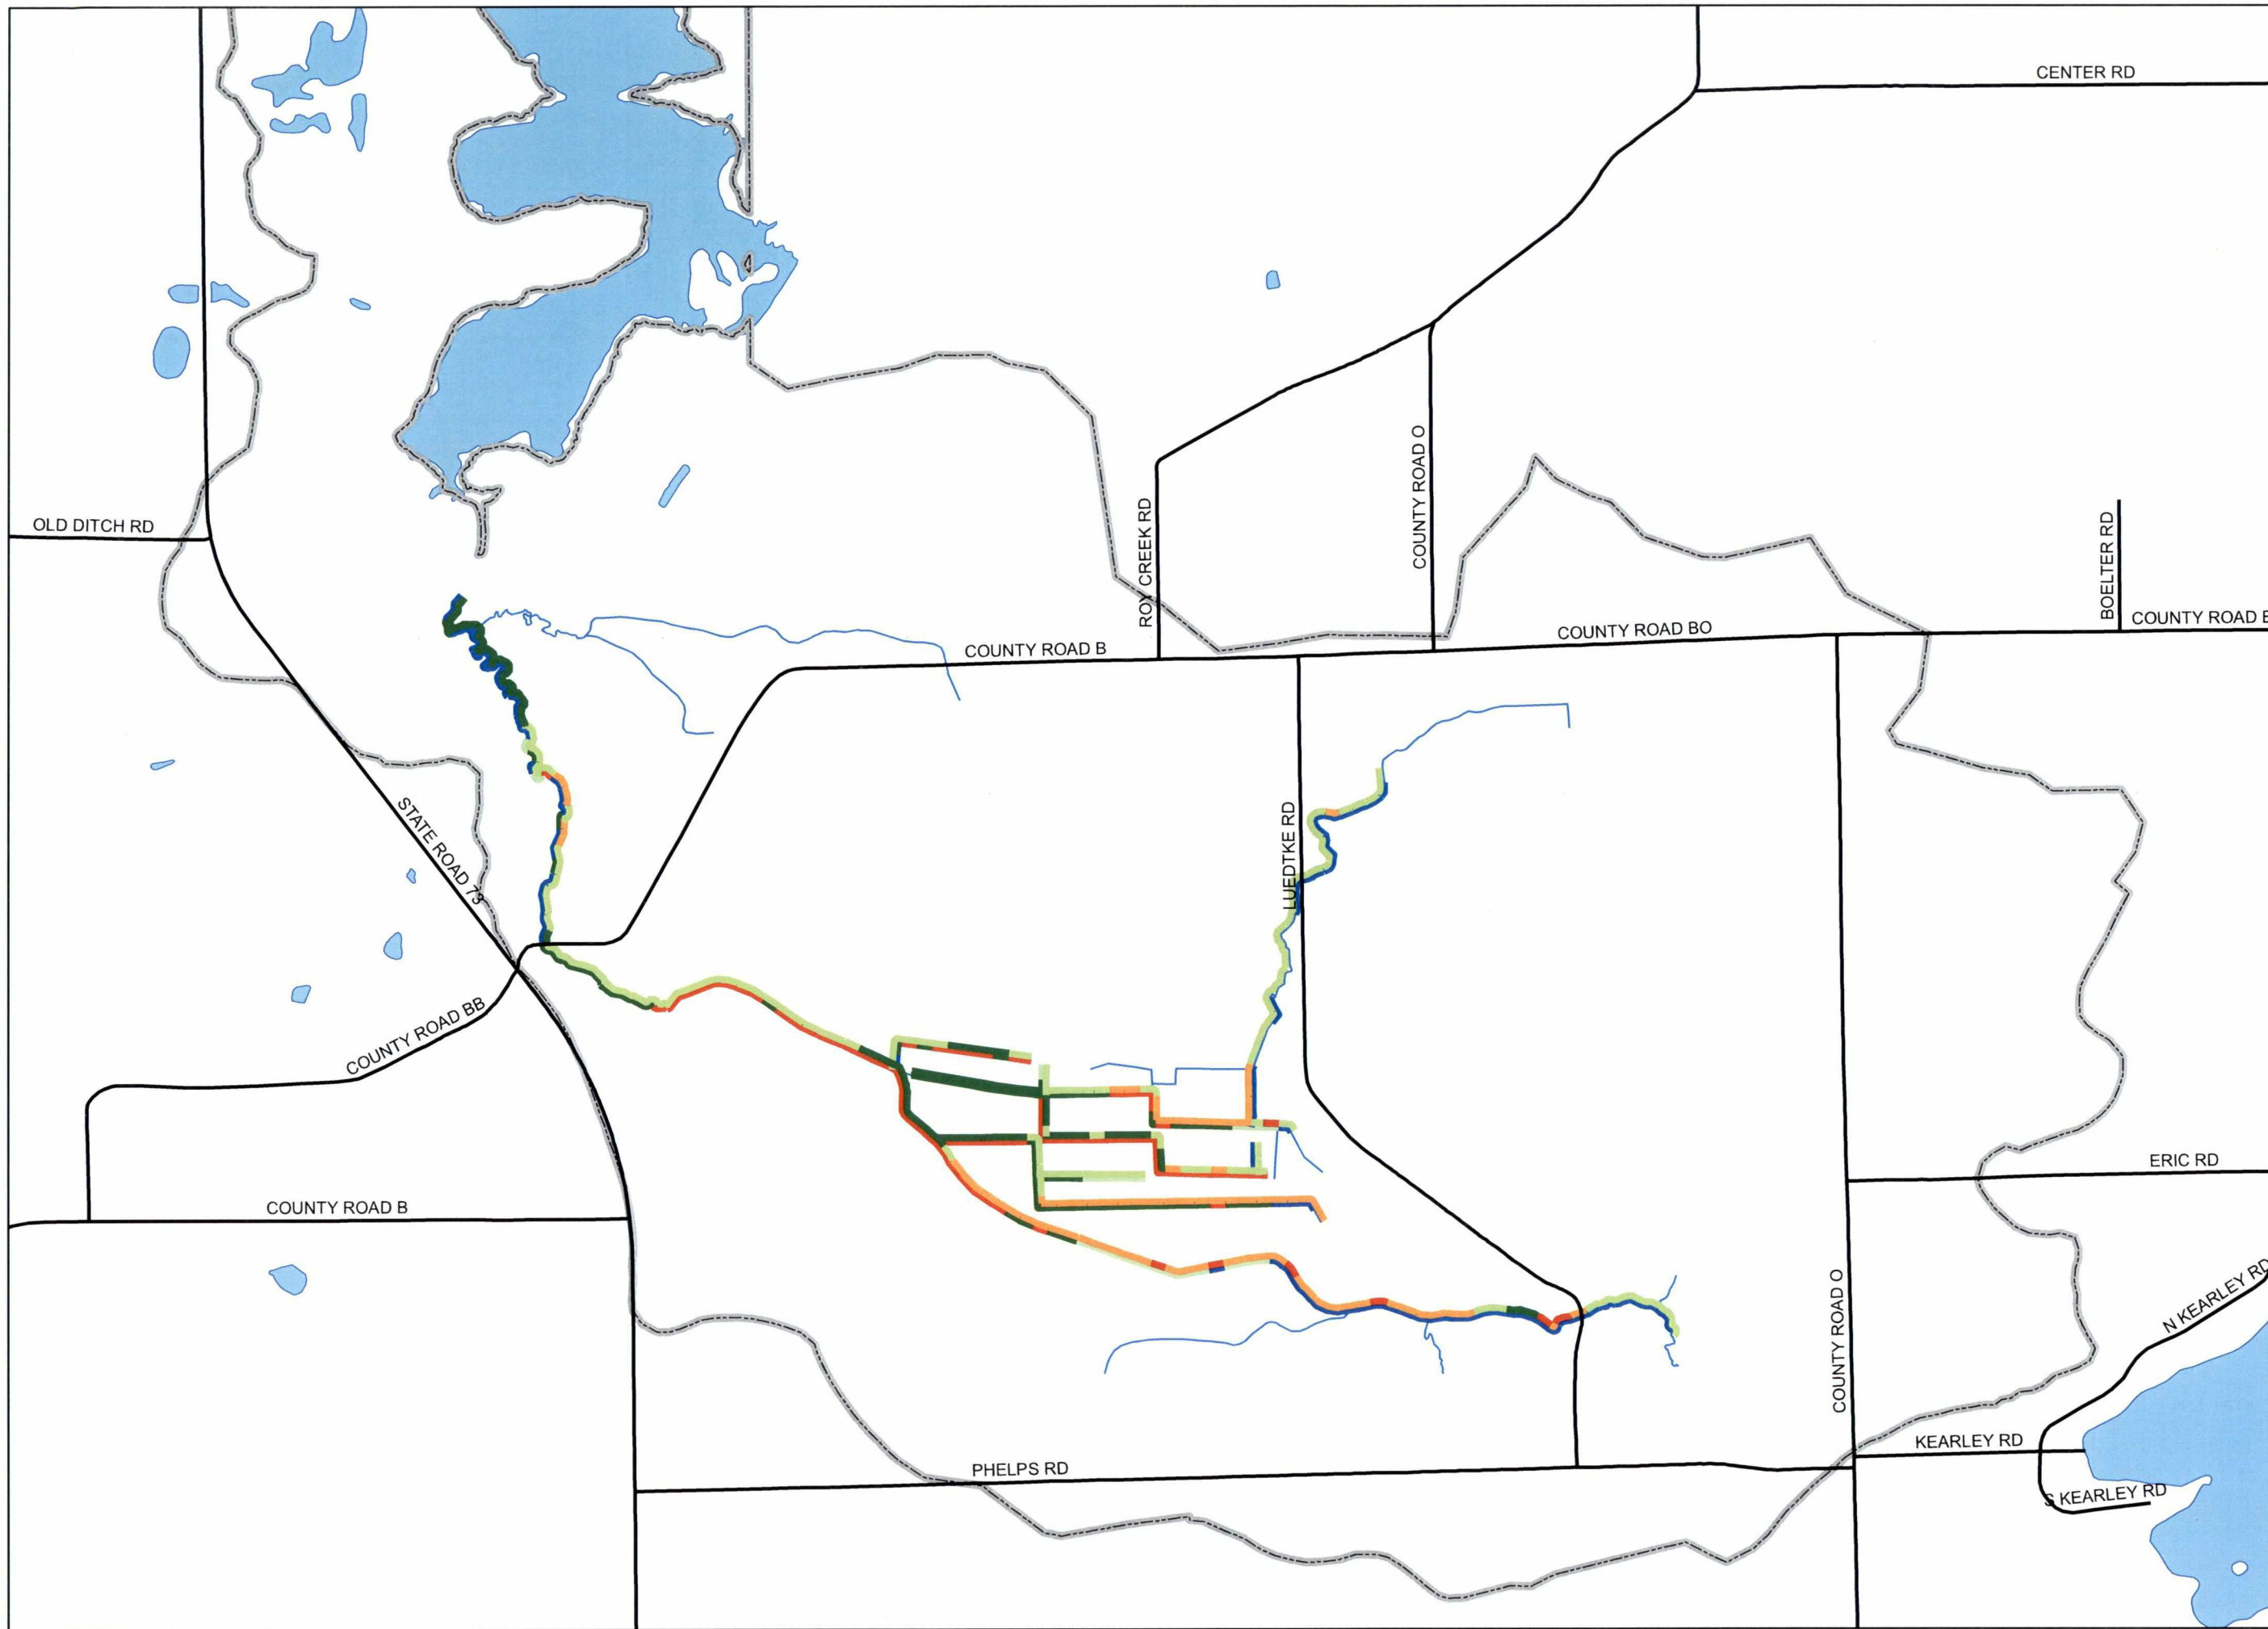 CENTER RD
OLD DITCH RD
ROY CREEK RD
COUNTY ROAD O
BOELTER RD
COUNTY ROAD B
COUNTY ROAD BO
COUNTY ROAD B
STATE ROAD 73
LUEDTKE RD
COUNTY ROAD BB
COUNTY ROAD B
ERIC RD
N KEARLEY RD
COUNTY ROAD O
KEARLEY RD
PHELPS RD
S KEARLEY RD